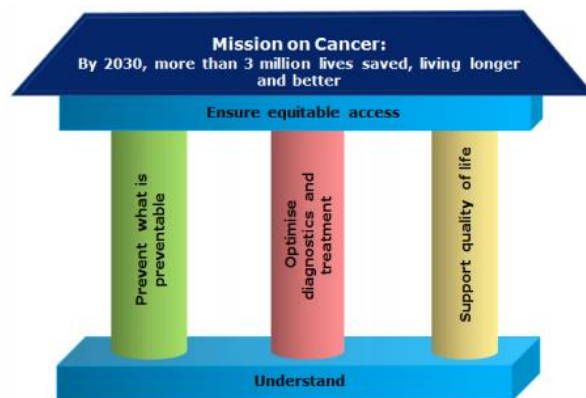 Mission on Cancer:
By 2030, more than 3 million lives saved, living longer
and better
Ensure equitable access
Prevent what is
preventable
Optimise
diagnostics and
treatment
Support quality of life
Understand